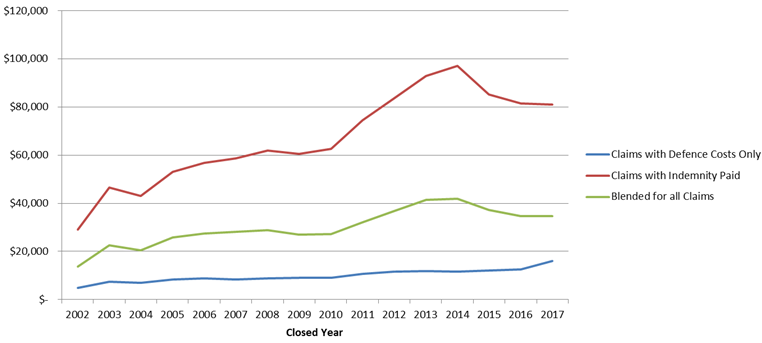 $120,000
$100,000
$80,000
$60,000
$40,000
$20,000
$-
2002 2003 2004 2005 2006 2007 2008 2009 2010 2011 2012 2013 2014 2015 2016 2017
Closed Year
Claims with Defence Costs Only
Claims with Indemnity Paid
Blended for all Claims